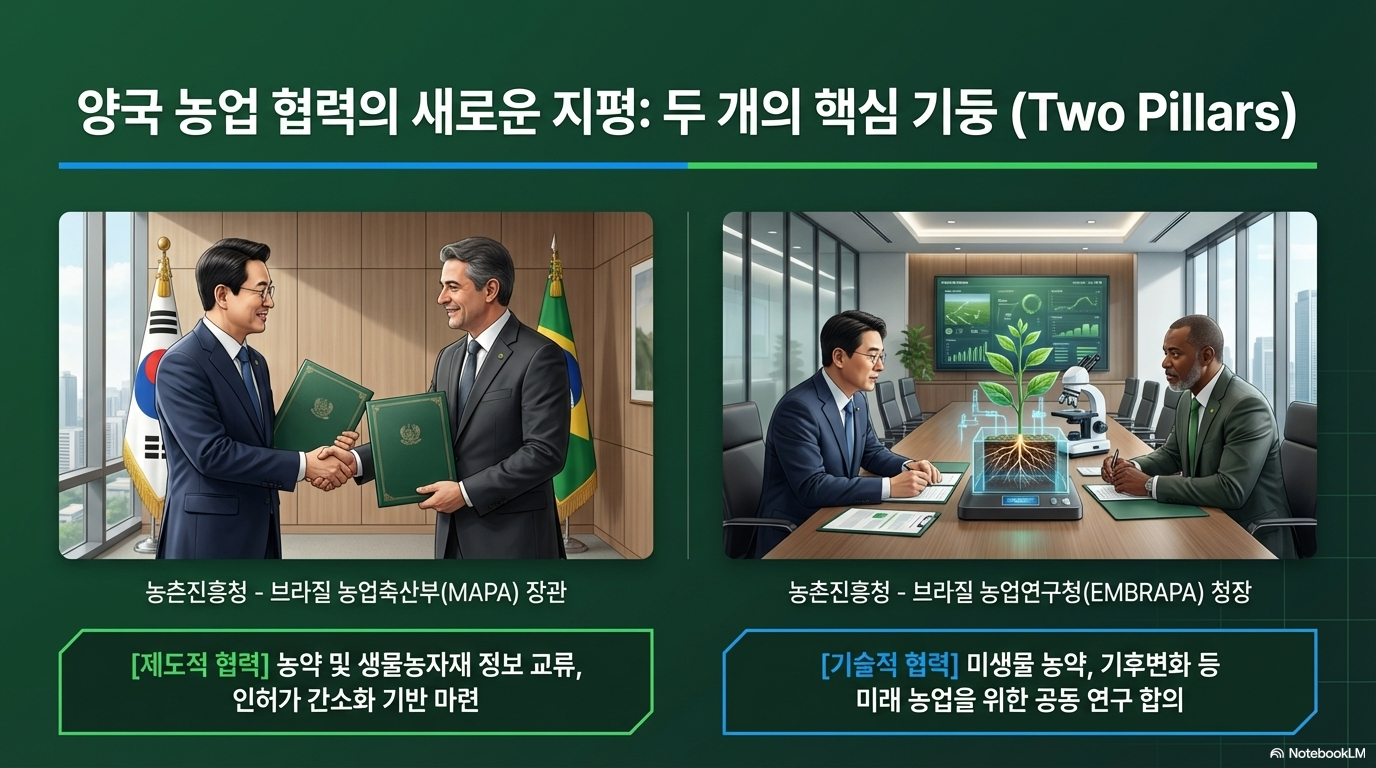 양국 농업 협력의 새로운 지평: 두 개의 핵심 기둥 (Two Pillars)
농촌진흥청 - 브라질 농업축산부(MAPA) 장관
[제도적 협력] 농약 및 생물농자재 정보 교류,
인허가 간소화 기반 마련
농촌진흥청 - 브라질 농업연구청(EMBRAPA) 청장
[기술적 협력] 미생물 농약, 기후변화 등
미래 농업을 위한 공동 연구 합의
NotebookLM